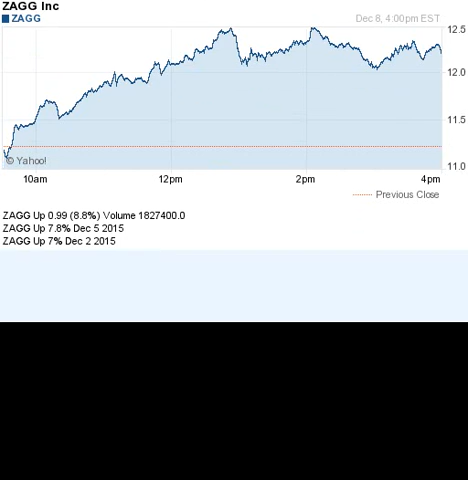 ZAGG Inc
ZAGG Dec 8, 4:00pm EST
12.5
12.0
11.5
11.0
© Yahoo!
10am 12pm 2pm 4pm
Previous Close
ZAGG Up 0.99 (8.8%) Volume 1827400.0
ZAGG Up 7.8% Dec 5 2015
ZAGG Up 7% Dec 2 2015